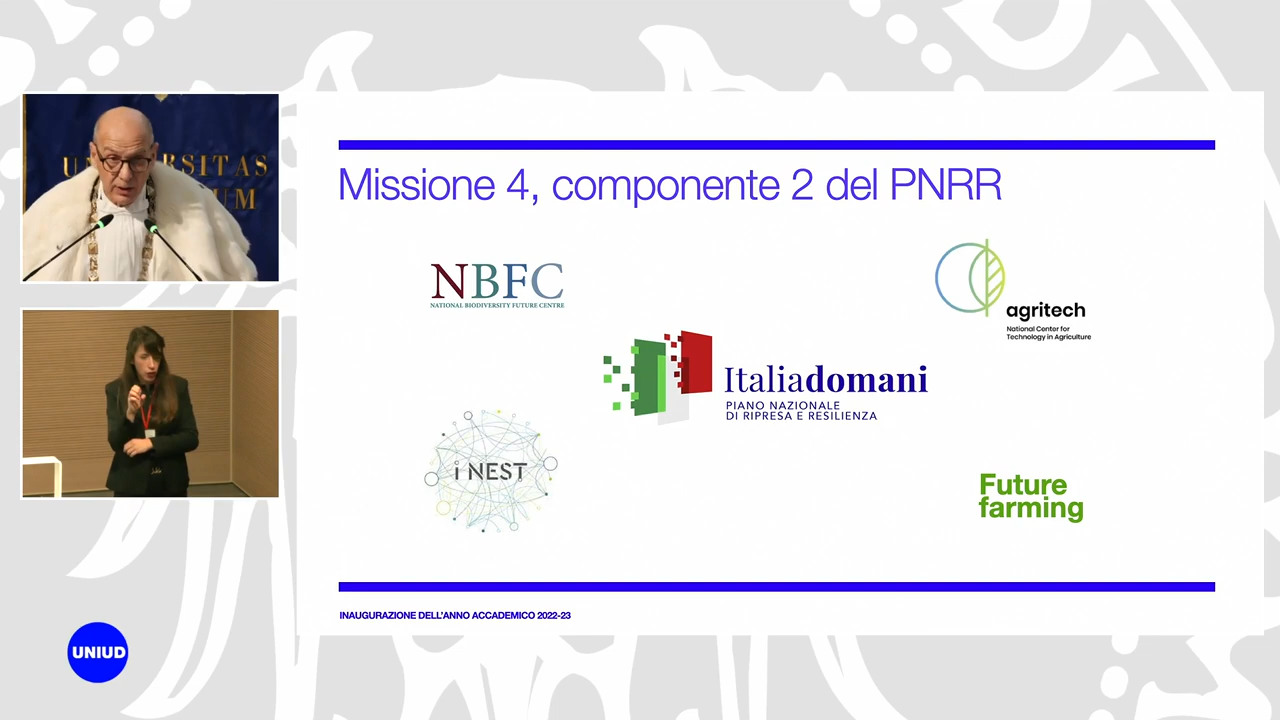 Missione 4, componente 2 del PNRR
NBFC
NATIONAL BIODIVERSITY FUTURE CENTRE
agritech
National Center for
Technology in Agriculture
Italiadomani
PIANO NAZIONALE
DI RIPRESA E RESILIENZA
i NEST
Future
farming
INAUGURAZIONE DELL'ANNO ACCADEMICO 2022-23
UNIUD